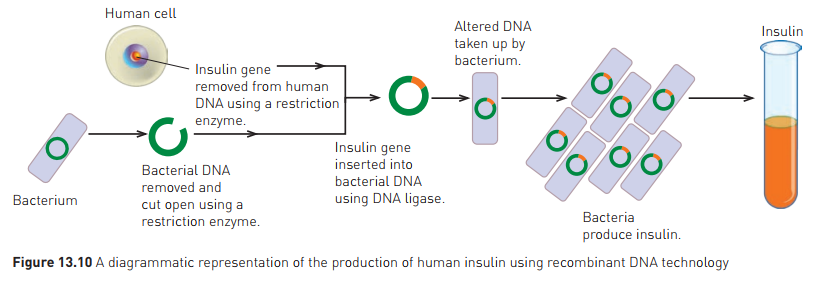 Human cell
Insulin gene
removed from human
DNA using a restriction
enzyme.
Bacterium
Bacterial DNA
removed and
cut open using a
restriction enzyme.
Insulin gene
inserted into
bacterial DNA
using DNA ligase.
Altered DNA
taken up by
bacterium.
Bacteria
produce insulin.
Insulin
Figure 13.10 A diagrammatic representation of the production of human insulin using recombinant DNA technology